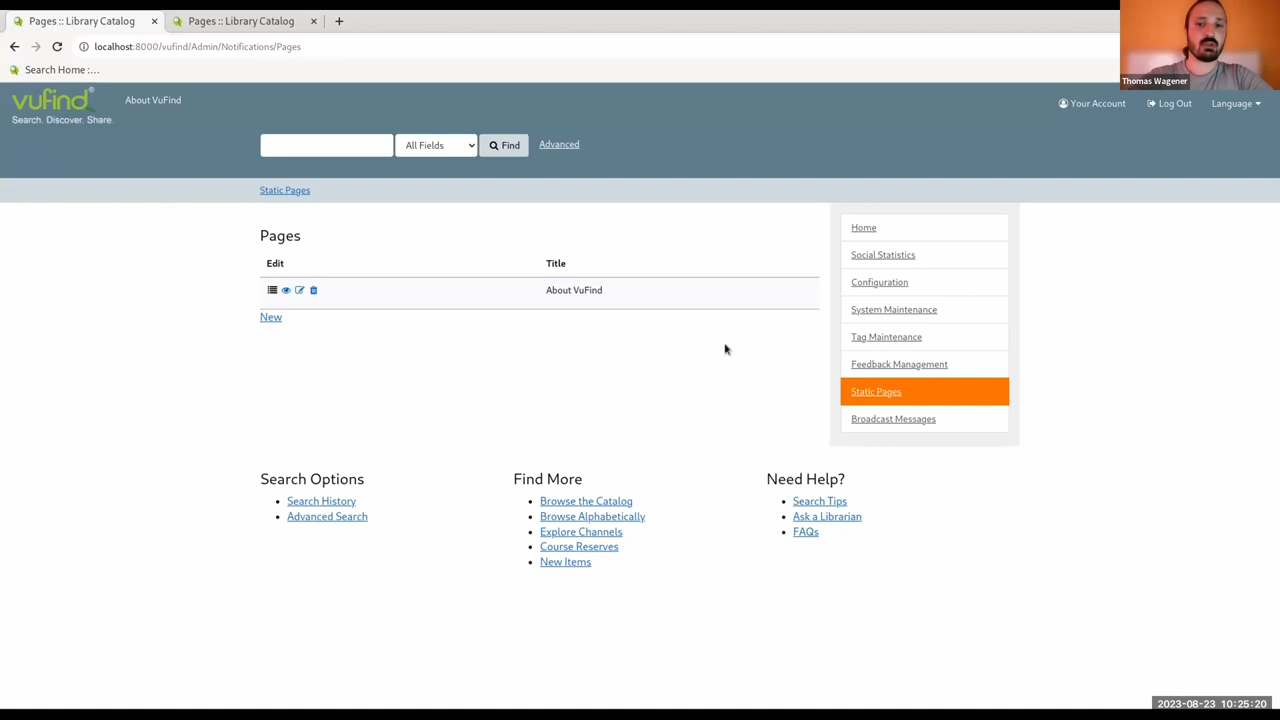 Pages :: Library Catalog
Pages :: Library Catalog
localhost:8000/vufind/Admin/Notifications/Pages
Search Home :...
Thomas Wagener
vufind
Search. Discover. Share.
About VuFind
Your Account
Log Out
Language
All Fields
Find
Advanced
Static Pages
Pages
Edit
Title
About VuFind
New
Home
Social Statistics
Configuration
System Maintenance
Tag Maintenance
Feedback Management
Static Pages
Broadcast Messages
Search Options
Search History
Advanced Search
Find More
Browse the Catalog
Browse Alphabetically
Explore Channels
Course Reserves
New Items
Need Help?
Search Tips
Ask a Librarian
FAQs
2023-08-23 10:25:20